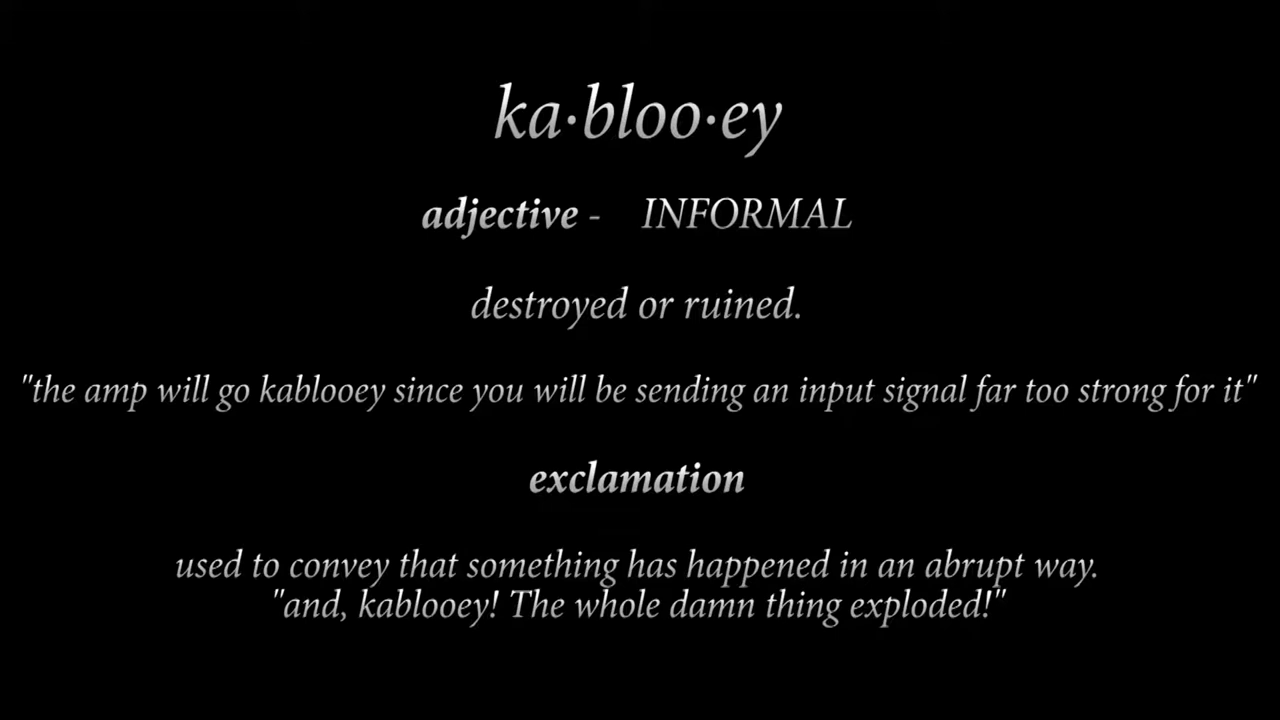 ka·bloo·ey
adjective - INFORMAL
destroyed or ruined.
"the amp will go kablooey since you will be sending an input signal far too strong for it"
exclamation
used to convey that something has happened in an abrupt way.
"and, kablooey! The whole damn thing exploded!"